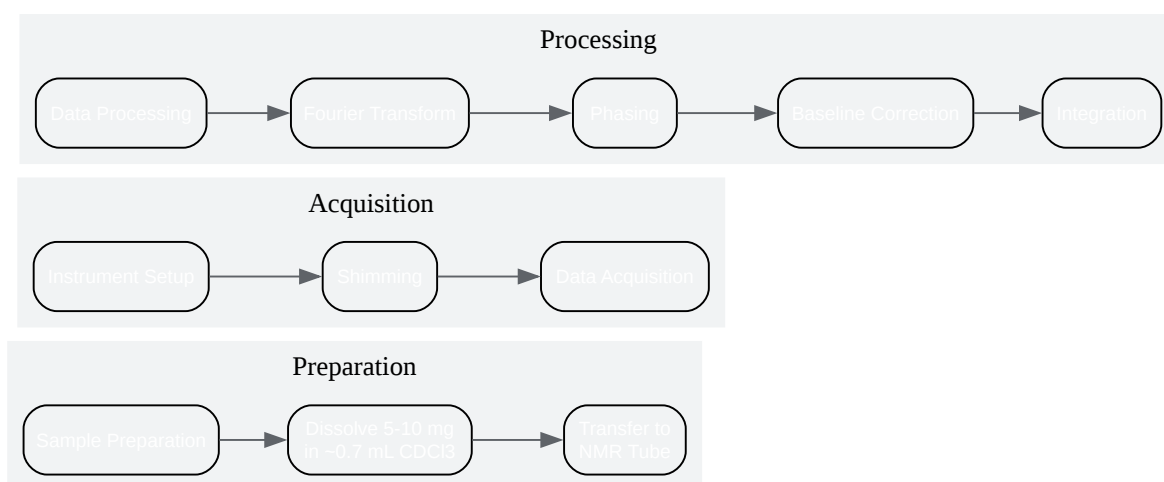 Processing
Data Processing
Fourier Transform
Phasing
Baseline Correction
Integration
Acquisition
Instrument Setup
Shimming
Data Acquisition
Preparation
Sample Preparation
Dissolve 5-10 mg
in ~0.7 mL CDCl3
Transfer to
NMR Tube